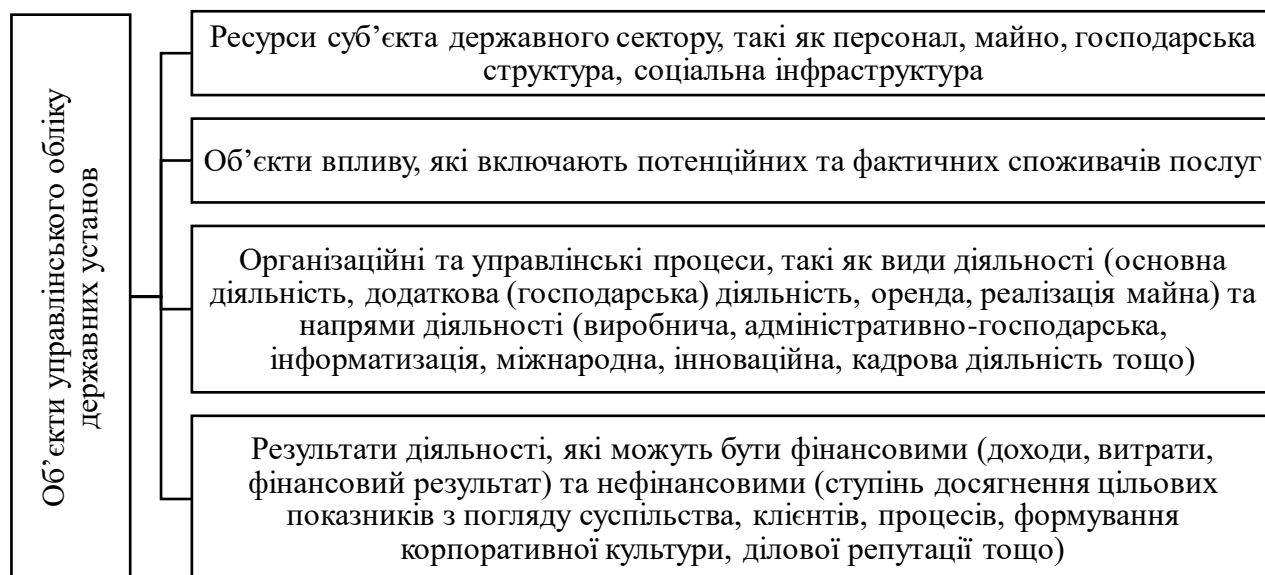 Об’єкти управлінського обліку
державних установ
Ресурси суб’єкта державного сектору, такі як персонал, майно, господарська
структура, соціальна інфраструктура
Об’єкти впливу, які включають потенційних та фактичних споживачів послуг
Організаційні та управлінські процеси, такі як види діяльності (основна
діяльність, додаткова (господарська) діяльність, оренда, реалізація майна) та
напрями діяльності (виробнича, адміністративно-господарська,
інформатизація, міжнародна, інноваційна, кадрова діяльність тощо)
Результати діяльності, які можуть бути фінансовими (доходи, витрати,
фінансовий результат) та нефінансовими (ступінь досягнення цільових
показників з погляду суспільства, клієнтів, процесів, формування
корпоративної культури, ділової репутації тощо)